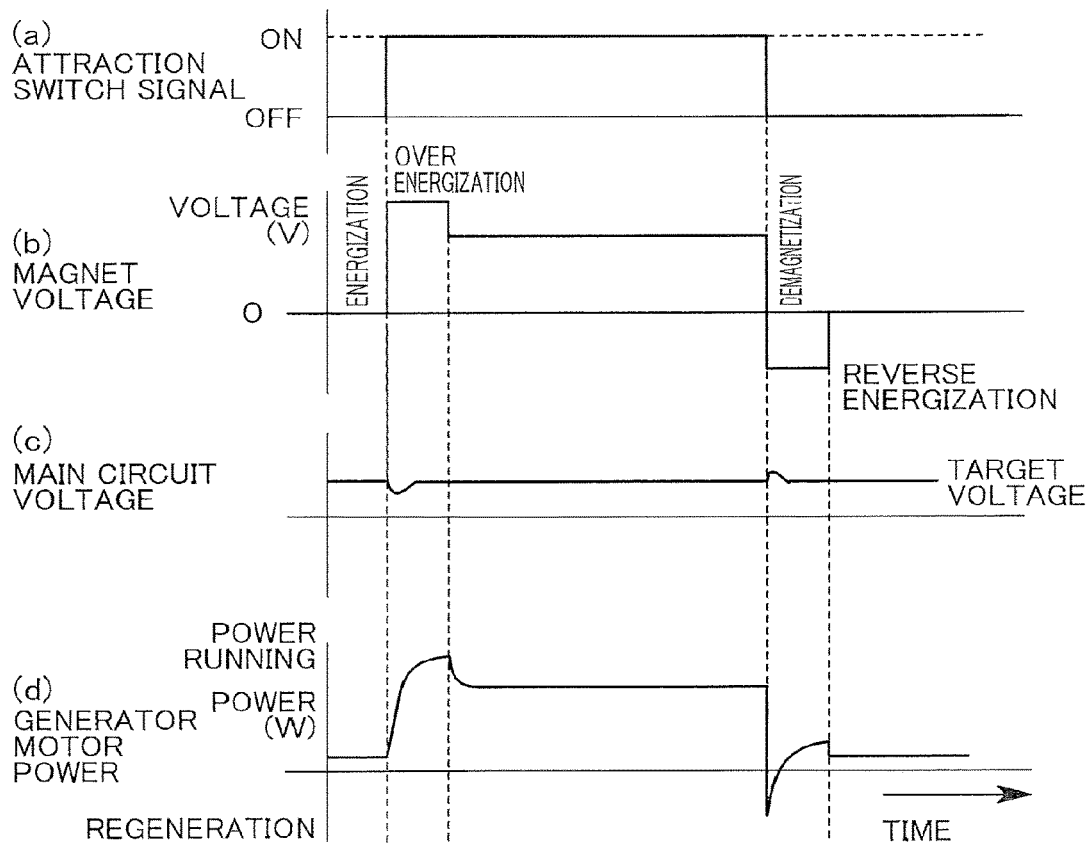 (a)
ATTRACTION
SWITCH SIGNAL
ON
OFF
(b)
MAGNET
VOLTAGE
VOLTAGE
(V)
O
ENERGIZATION
OVER
ENERGIZATION
DEMAGNETIZATION
REVERSE
ENERGIZATION
(c)
MAIN CIRCUIT
VOLTAGE
TARGET
VOLTAGE
(d)
GENERATOR
MOTOR
POWER
POWER
RUNNING
POWER
(W)
REGENERATION
TIME